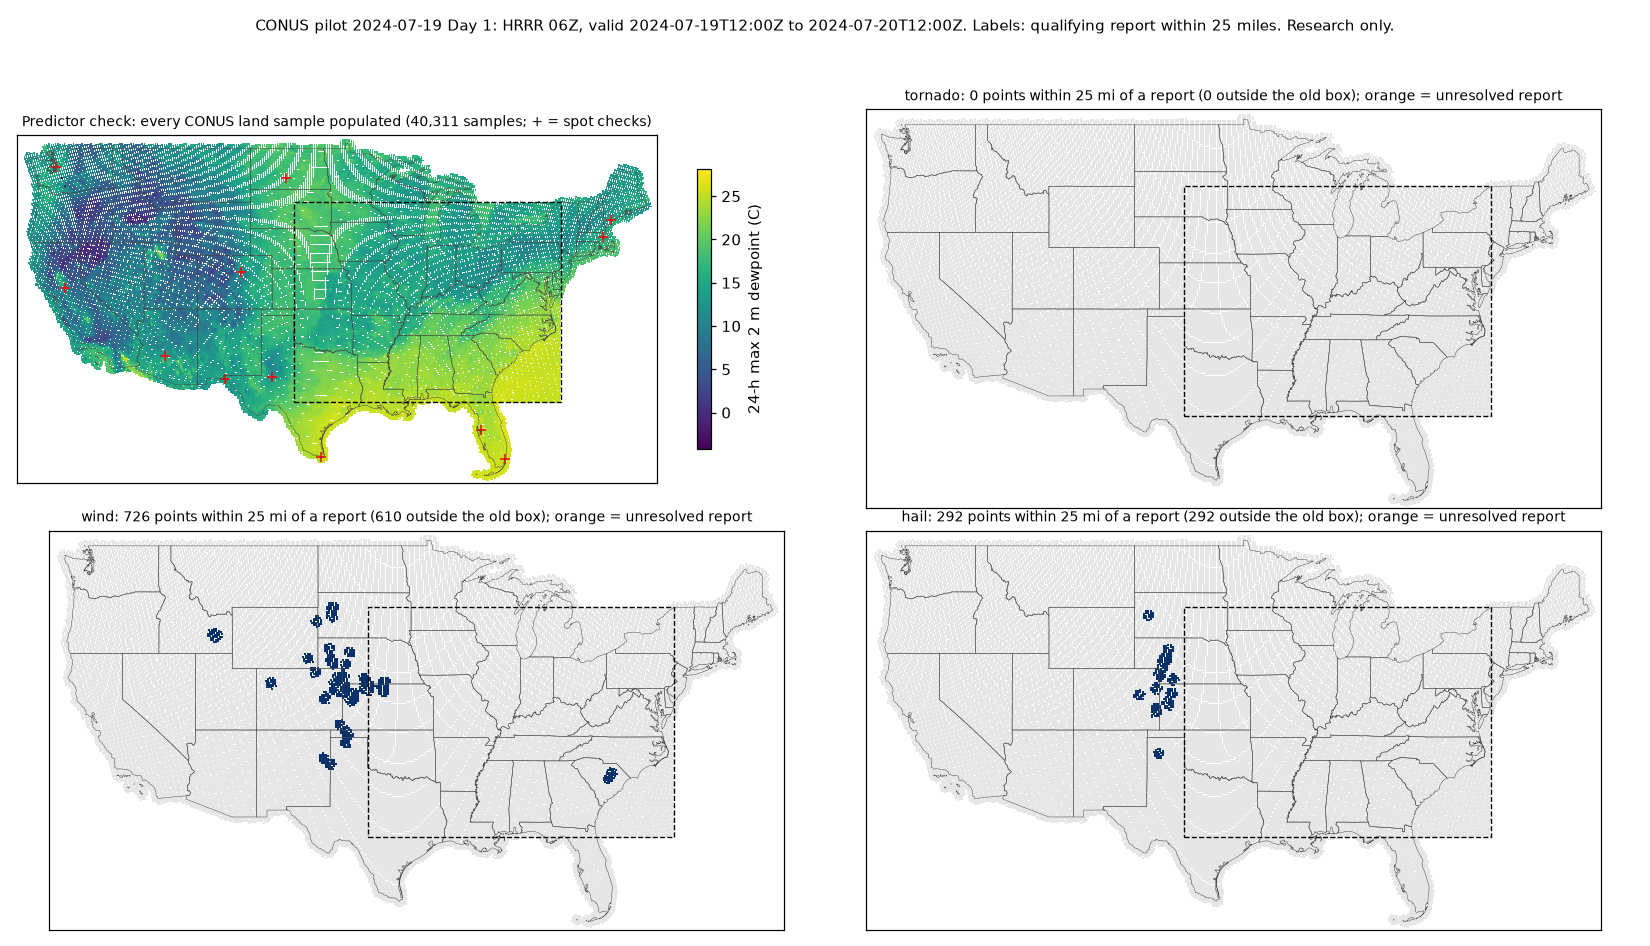 CONUS pilot 2024-07-19 Day 1: HRRR 06Z, valid 2024-07-19T12:00Z to 2024-07-20T12:00Z. Labels: qualifying report within 25 miles. Research only.
Predictor check: every CONUS land sample populated (40,311 samples; + = spot checks)
25
20
15
10
5
0
24-h max 2 m dewpoint (C)
tornado: 0 points within 25 mi of a report (0 outside the old box); orange = unresolved report
wind: 726 points within 25 mi of a report (610 outside the old box); orange = unresolved report
hail: 292 points within 25 mi of a report (292 outside the old box); orange = unresolved report